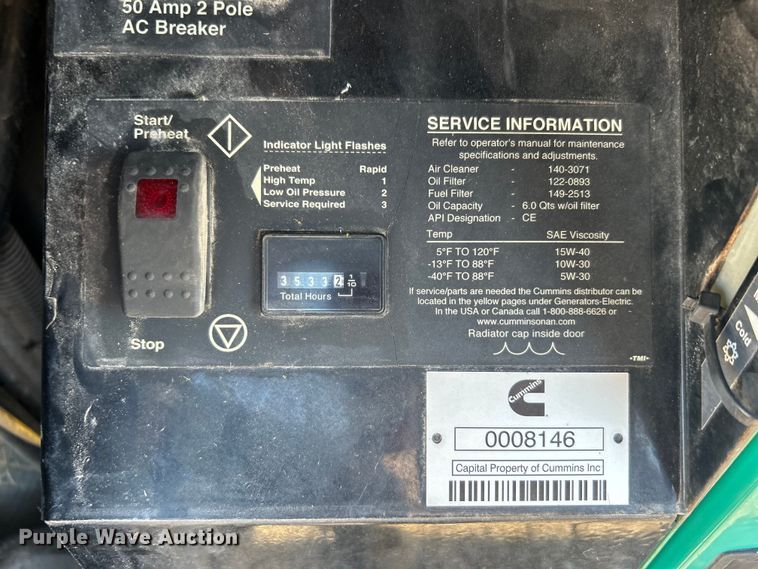 50 Amp 2 Pole
AC Breaker
Start/
Preheat
Stop
Indicator Light Flashes
Preheat Rapid
High Temp 1
Low Oil Pressure 2
Service Required 3
35332 1/10
Total Hours
SERVICE INFORMATION
Refer to operator's manual for maintenance
specifications and adjustments.
Air Cleaner - 140-3071
Oil Filter - 122-0893
Fuel Filter - 149-2513
Oil Capacity - 6.0 Qts w/oil filter
API Designation - CE
Temp SAE Viscosity
5°F TO 120°F 15W-40
-13°F TO 88°F 10W-30
-40°F TO 88°F 5W-30
If service/parts are needed the Cummins distributor can be
located in the yellow pages under Generators-Electric.
In the USA or Canada call 1-800-888-6626 or
www.cumminsonan.com
Radiator cap inside door
-TMI-
Cummins
0008146
Capital Property of Cummins Inc
Cold
Purple Wave Auction